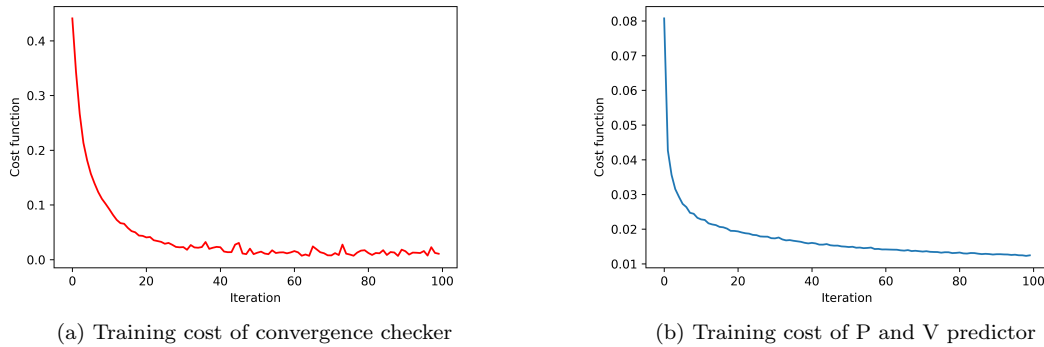 0.4
0.3
0.2
0.1
0.0
Cost function
0 20 40 60 80 100
Iteration
(a) Training cost of convergence checker
0.08
0.07
0.06
0.05
0.04
0.03
0.02
0.01
Cost function
0 20 40 60 80 100
Iteration
(b) Training cost of P and V predictor